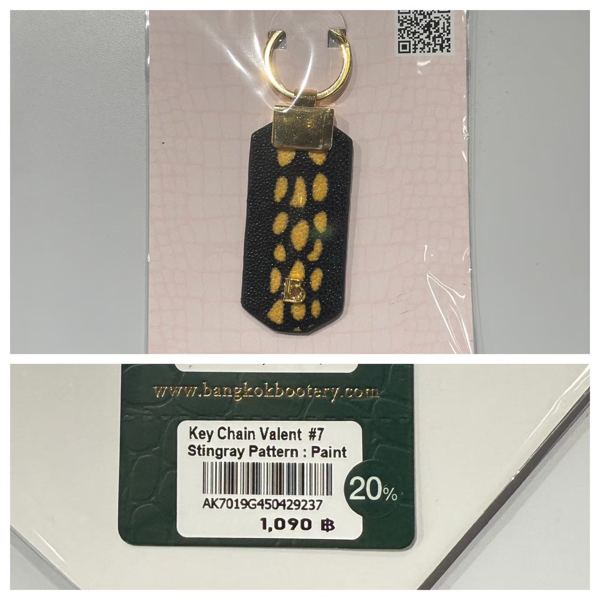 B
www.bangkokbootery.com
Key Chain Valent #7
Stingray Pattern : Paint
AK7019G450429237
20%
1,090 ฿